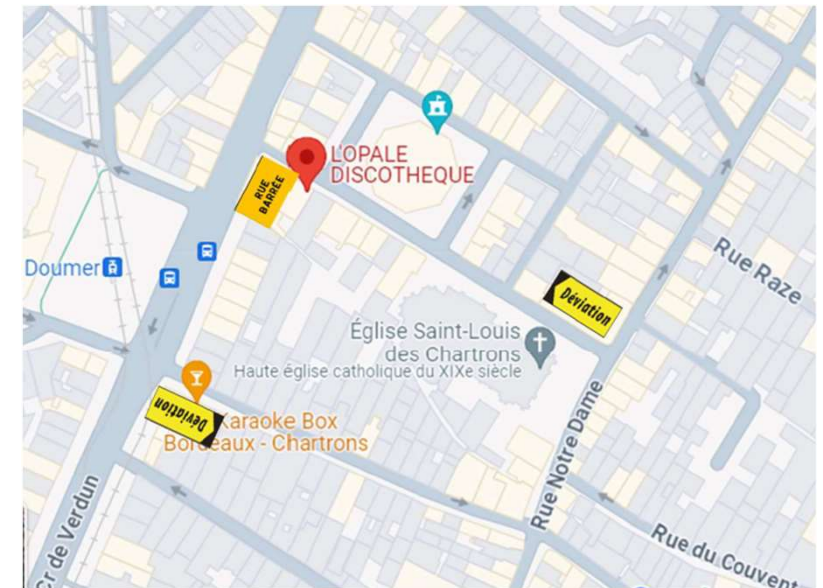 L'OPALE
DISCOTHEQUE
RUE
BARRÉE
Rue Raze
Doumer
Déviation
Église Saint-Louis
des Chartrons
Haute église catholique du XIXe siècle
Déviation
Karaoke Box
Bordeaux - Chartrons
Rue Notre Dame
cr de Verdun
Rue du Couvent